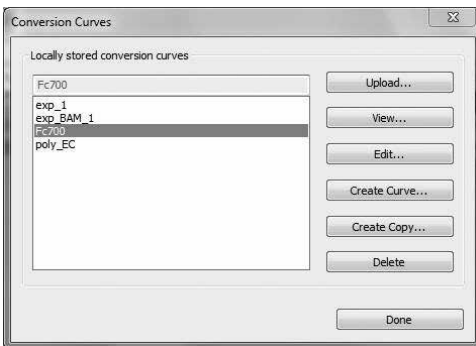 Conversion Curves
Locally stored conversion curves
Fc700
exp_1
exp_BAM_1
Fc700
poly_EC
Upload...
View...
Edit...
Create Curve...
Create Copy...
Delete
Done